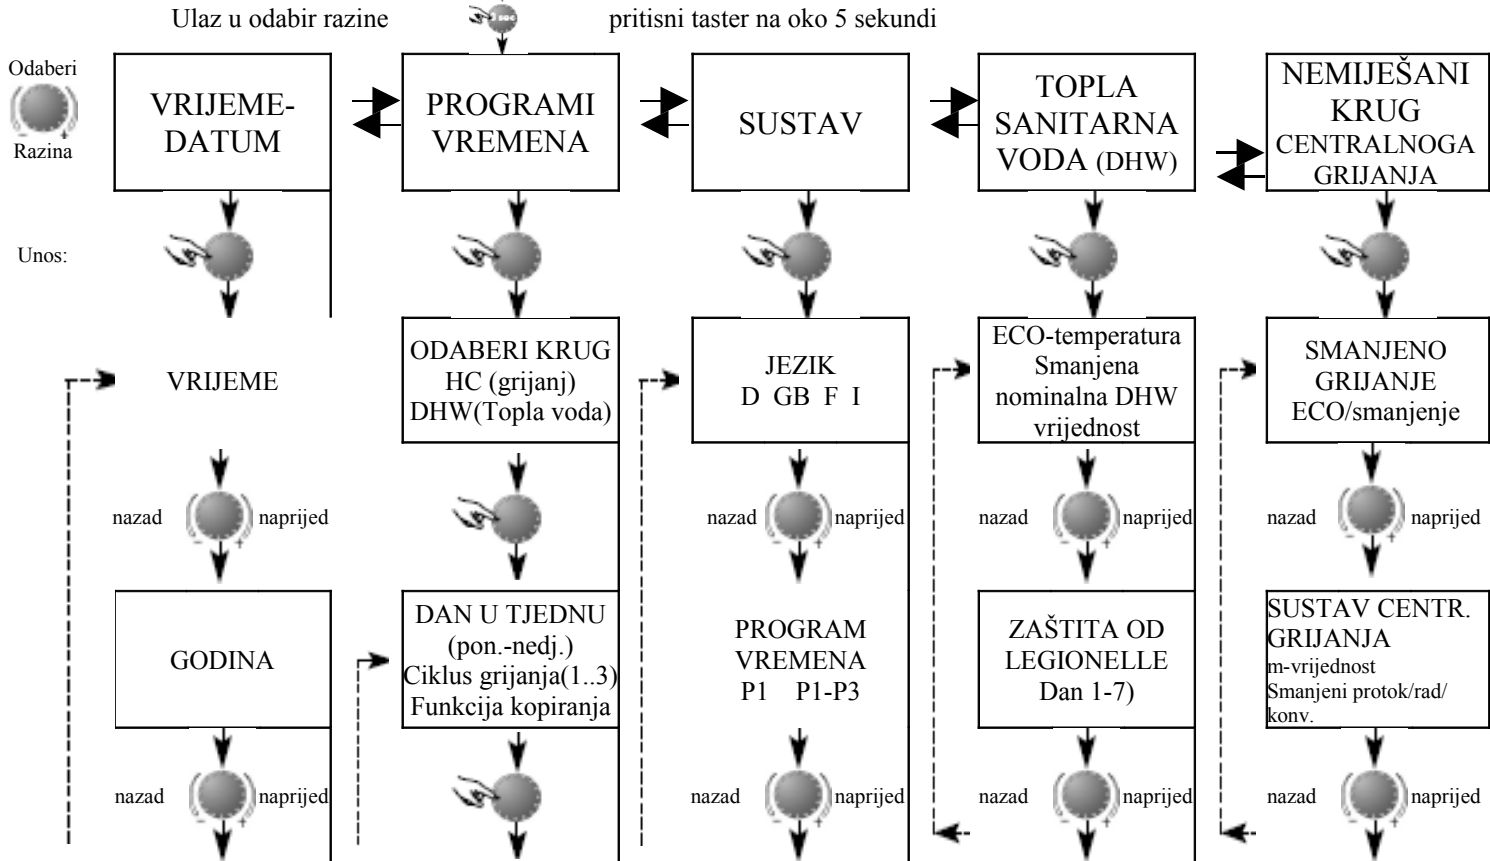 Ulaz u odabir razine
pritisni taster na oko 5 sekundi
Odaberi
- +
Razina
VRIJEME-
DATUM
PROGRAMI
VREMENA
SUSTAV
TOPLA
SANITARNA
VODA (DHW)
NEMIJEŠANI
KRUG
CENTRALNOGA
GRIJANJA
Unos:
VRIJEME
ODABERI KRUG
HC (grijanj)
DHW(Topla voda)
JEZIK
D GB F I
ECO-temperatura
Smanjena
nominalna DHW
vrijednost
SMANJENO
GRIJANJE
ECO/smanjenje
nazad - + naprijed
nazad - + naprijed
nazad - + naprijed
nazad - + naprijed
GODINA
DAN U TJEDNU
(pon.-nedj.)
Ciklus grijanja(1..3)
Funkcija kopiranja
PROGRAM
VREMENA
P1 P1-P3
ZAŠTITA OD
LEGIONELLE
Dan 1-7)
SUSTAV CENTR.
GRIJANJA
m-vrijednost
Smanjeni protok/rad/
konv.
nazad - + naprijed
nazad - + naprijed
nazad - + naprijed
nazad - + naprijed